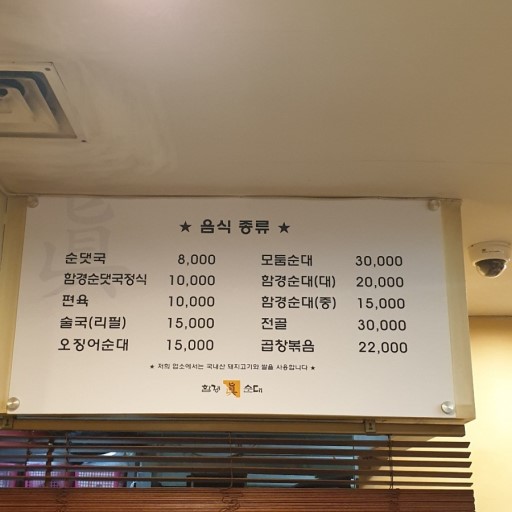 ★ 음식 종류 ★
순댓국 8,000 모둠순대 30,000
함경순댓국정식 10,000 함경순대(대) 20,000
편육 10,000 함경순대(중) 15,000
술국(리필) 15,000 전골 30,000
오징어순대 15,000 곱창볶음 22,000
★ 저희 업소에서는 국내산 돼지고기와 쌀을 사용합니다 ★
함경 순대